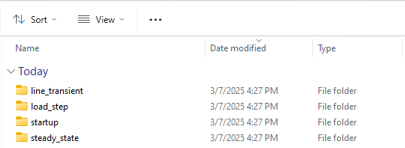 Sort View ...
Name Date modified Type
Today
line_transient 3/7/2025 4:27 PM File folder
load_step 3/7/2025 4:27 PM File folder
startup 3/7/2025 4:27 PM File folder
steady_state 3/7/2025 4:27 PM File folder